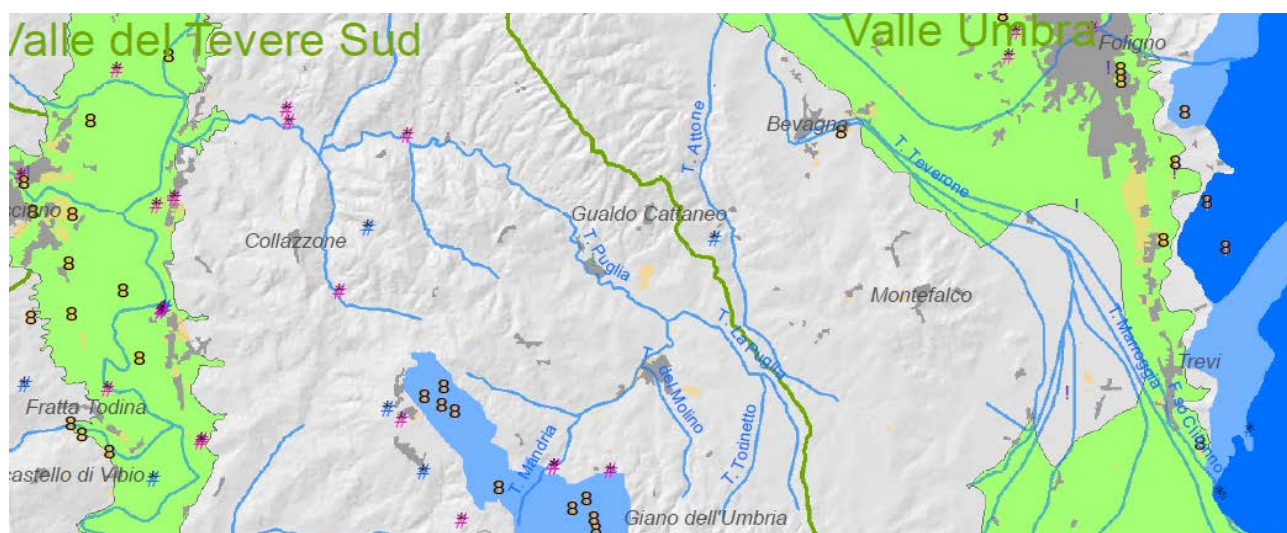 Valle del Tevere Sud
Valle Umbra
Foligno
T. Attone
Bevagna
T. Teverone
Gualdo Cattaneo
Collazzone
T. Puglia
Montefalco
T. La Puglia
T. Marroggia
Trevi
T. del Molino
Fratta Todina
F.so Clitunno
T. Mandria
T. Torinetto
castello di Vibio
Giano dell'Umbria